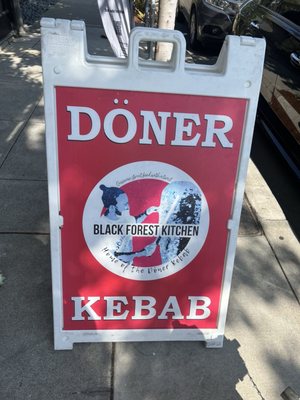 DÖNER
BLACK FOREST KITCHEN
Home of the Döner Kebab
KEBAB